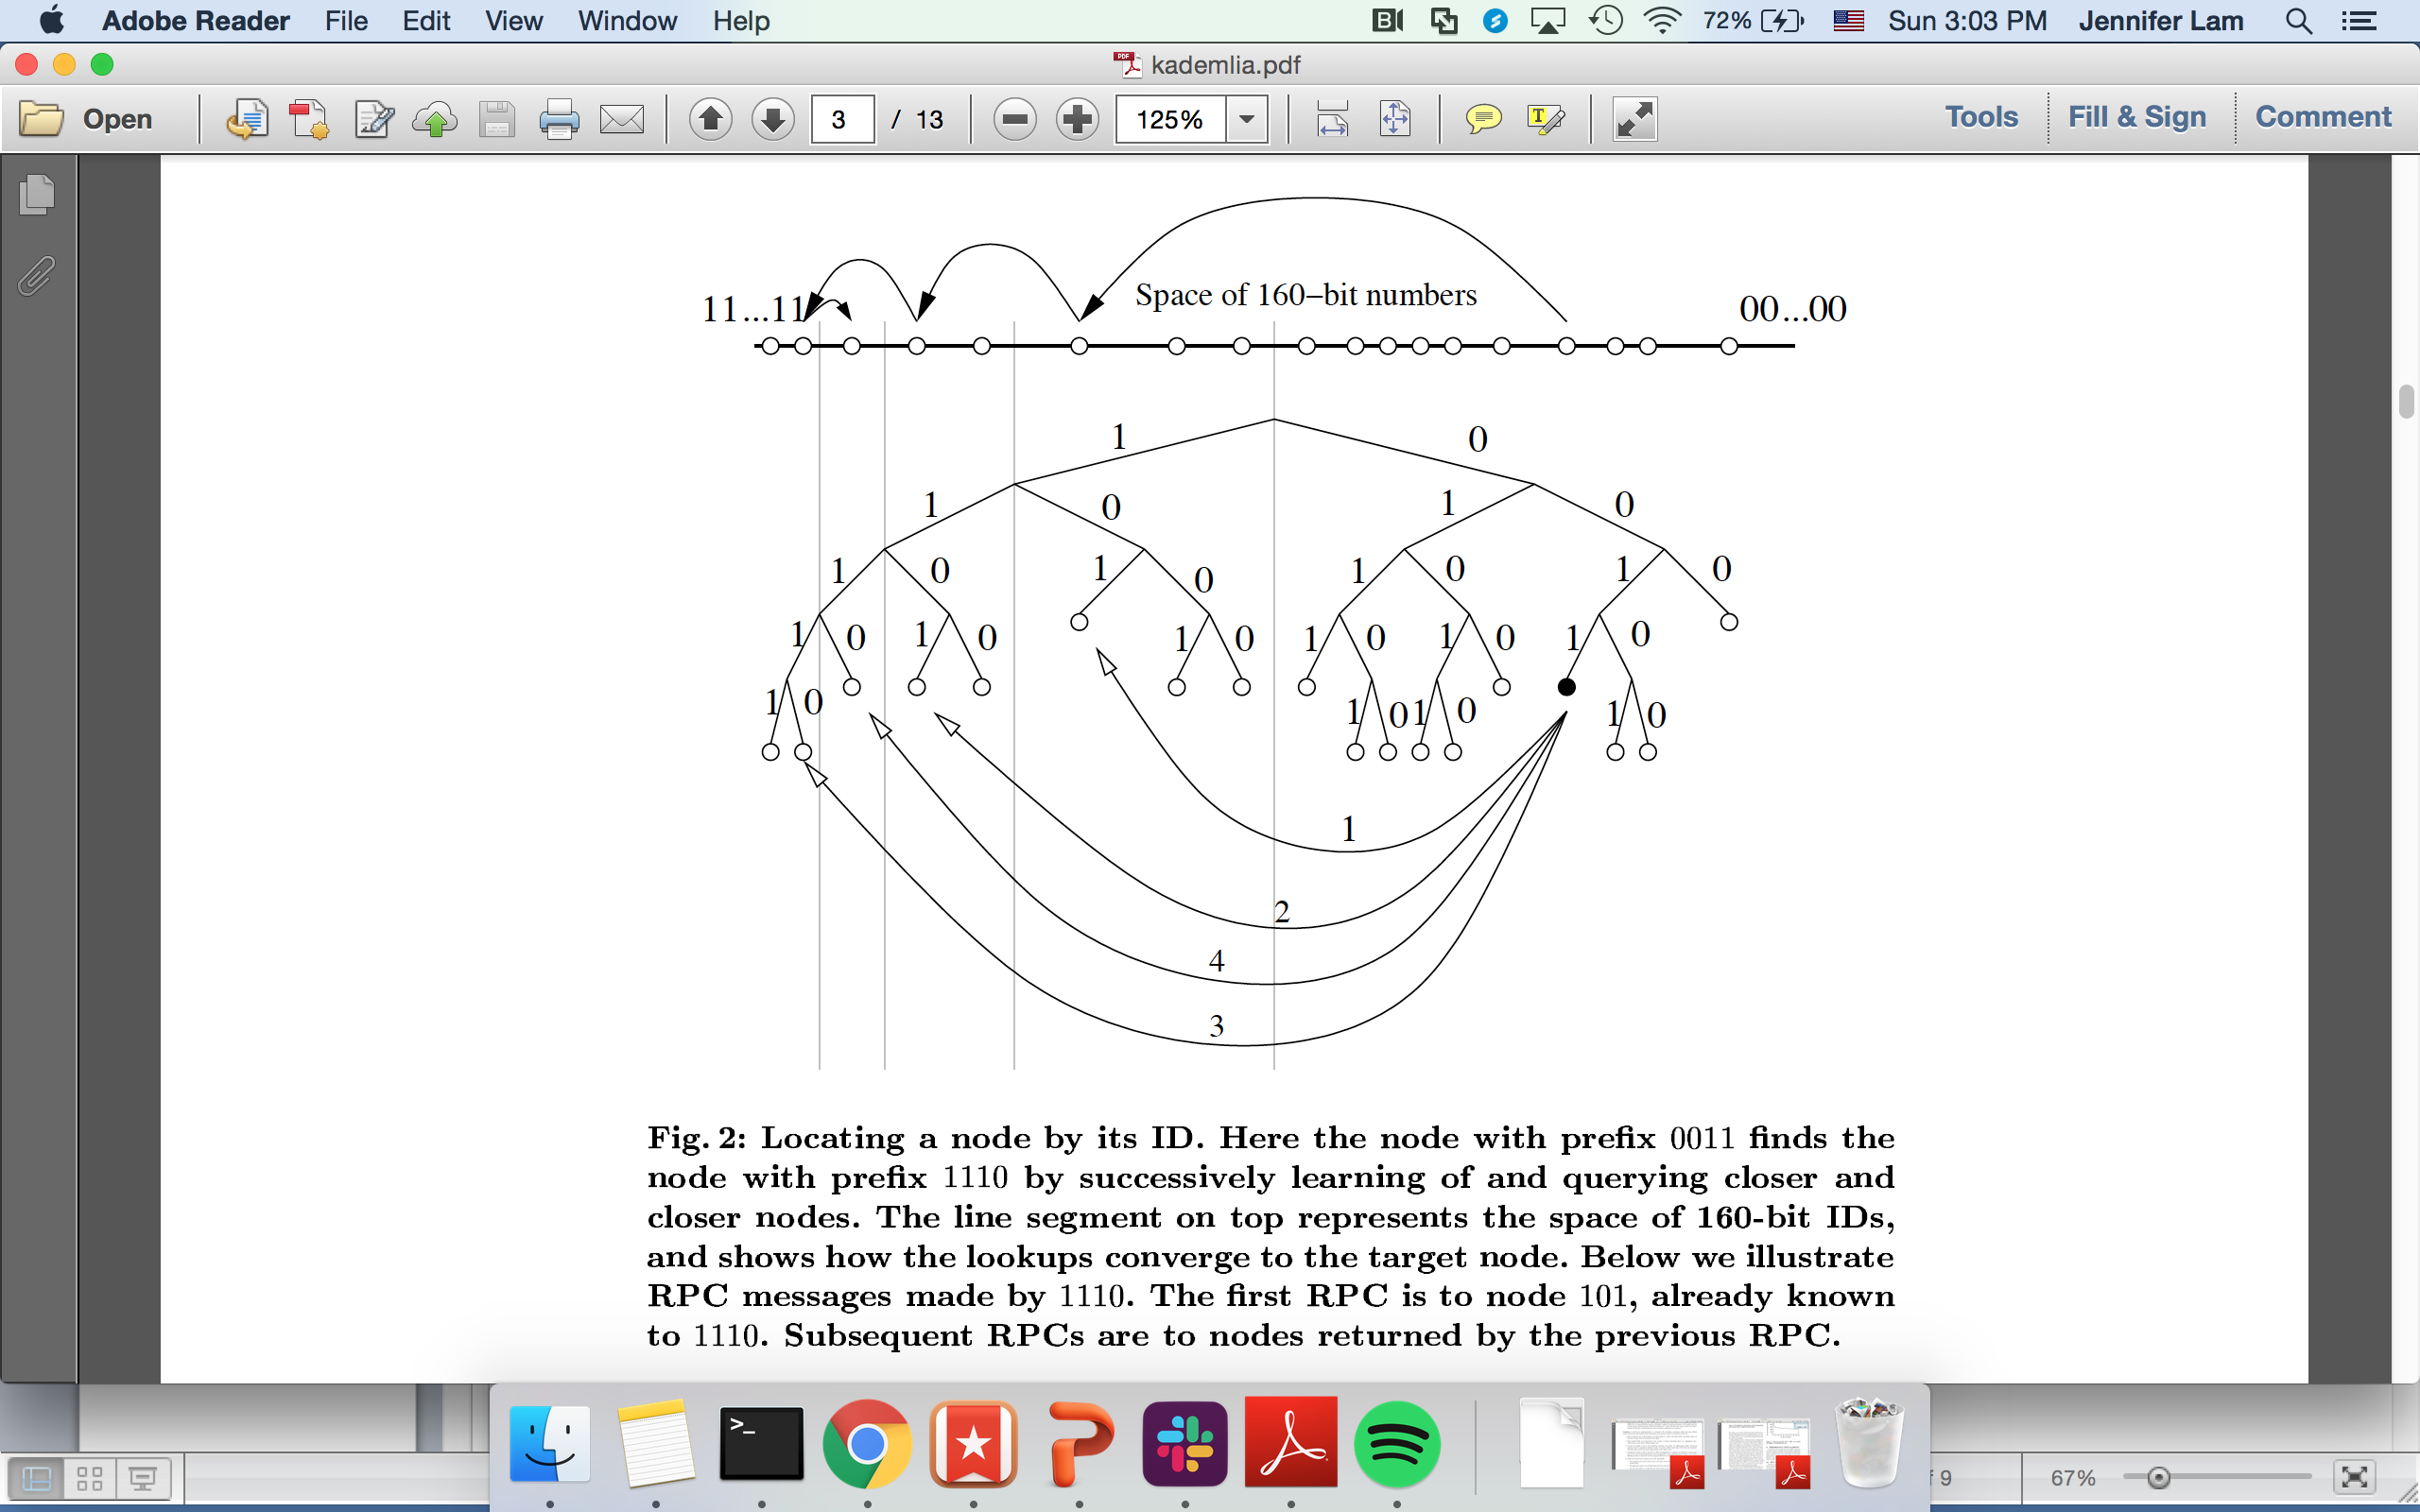 Adobe Reader File Edit View Window Help 72% Sun 3:03 PM Jennifer Lam
kademlia.pdf
Open 3 / 13 125% Tools Fill & Sign Comment
Space of 160–bit numbers
11...11 00...00
1 0
1 0 1 0
1 0 1 0 1 0 1 0
1 0 1 0 1 0 1 0 1 0 1 0
1 0 1 0 1 0 1 0
1
2
4
3
Fig. 2: Locating a node by its ID. Here the node with prefix 0011 finds the
node with prefix 1110 by successively learning of and querying closer and
closer nodes. The line segment on top represents the space of 160-bit IDs,
and shows how the lookups converge to the target node. Below we illustrate
RPC messages made by 1110. The first RPC is to node 101, already known
to 1110. Subsequent RPCs are to nodes returned by the previous RPC.
9 67%